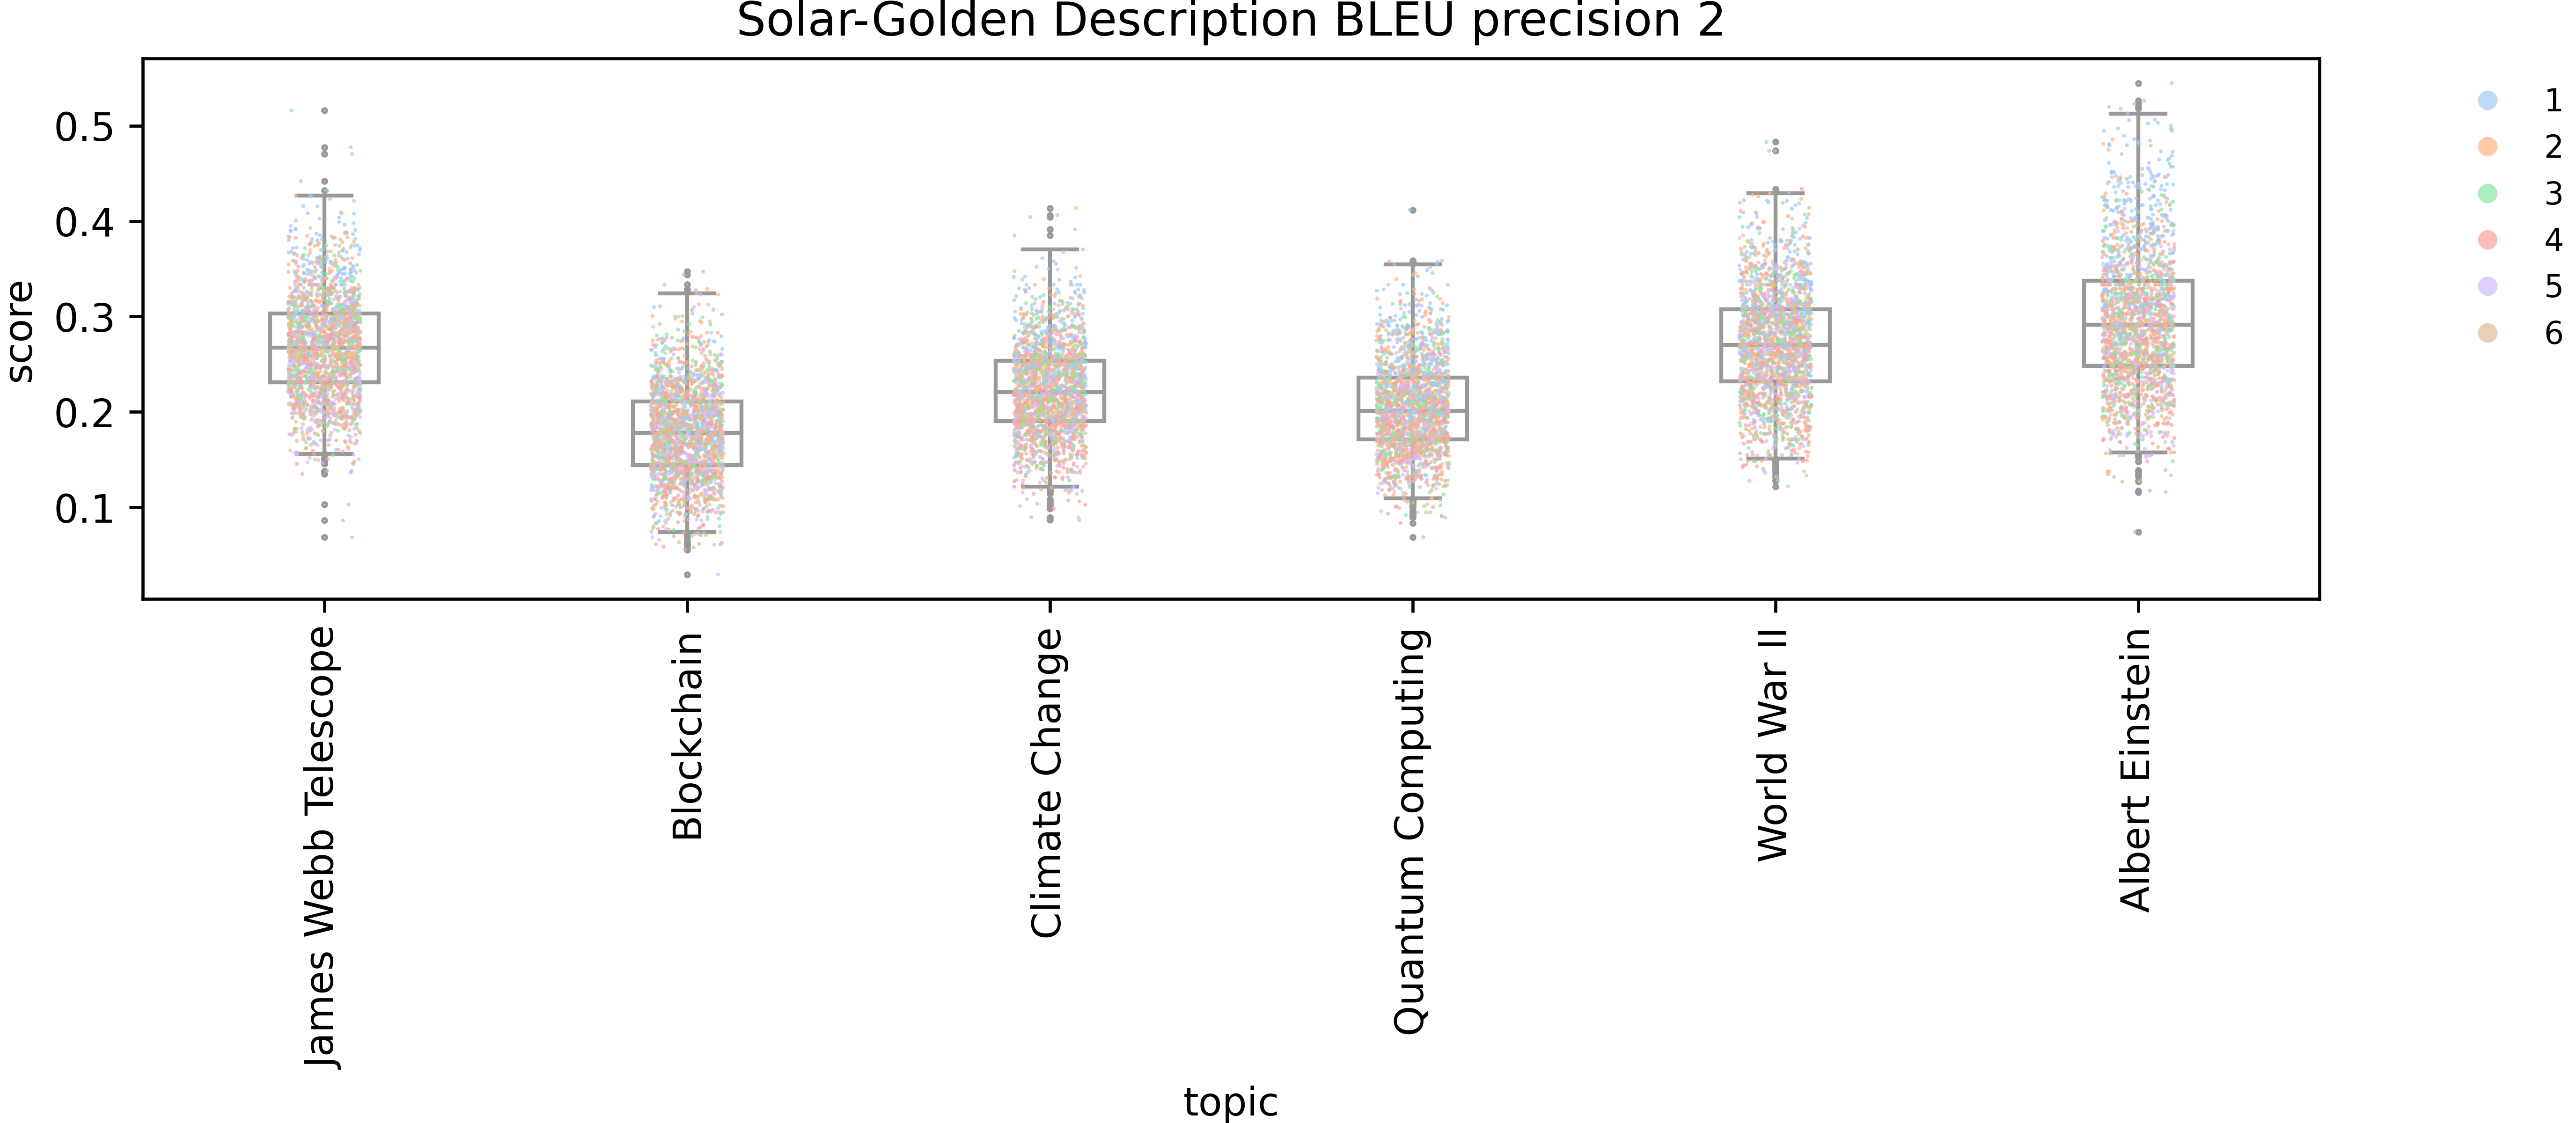 Solar-Golden Description BLEU precision 2
score
0.5
0.4
0.3
0.2
0.1
1
2
3
4
5
6
James Webb Telescope
Blockchain
Climate Change
Quantum Computing
World War II
Albert Einstein
topic